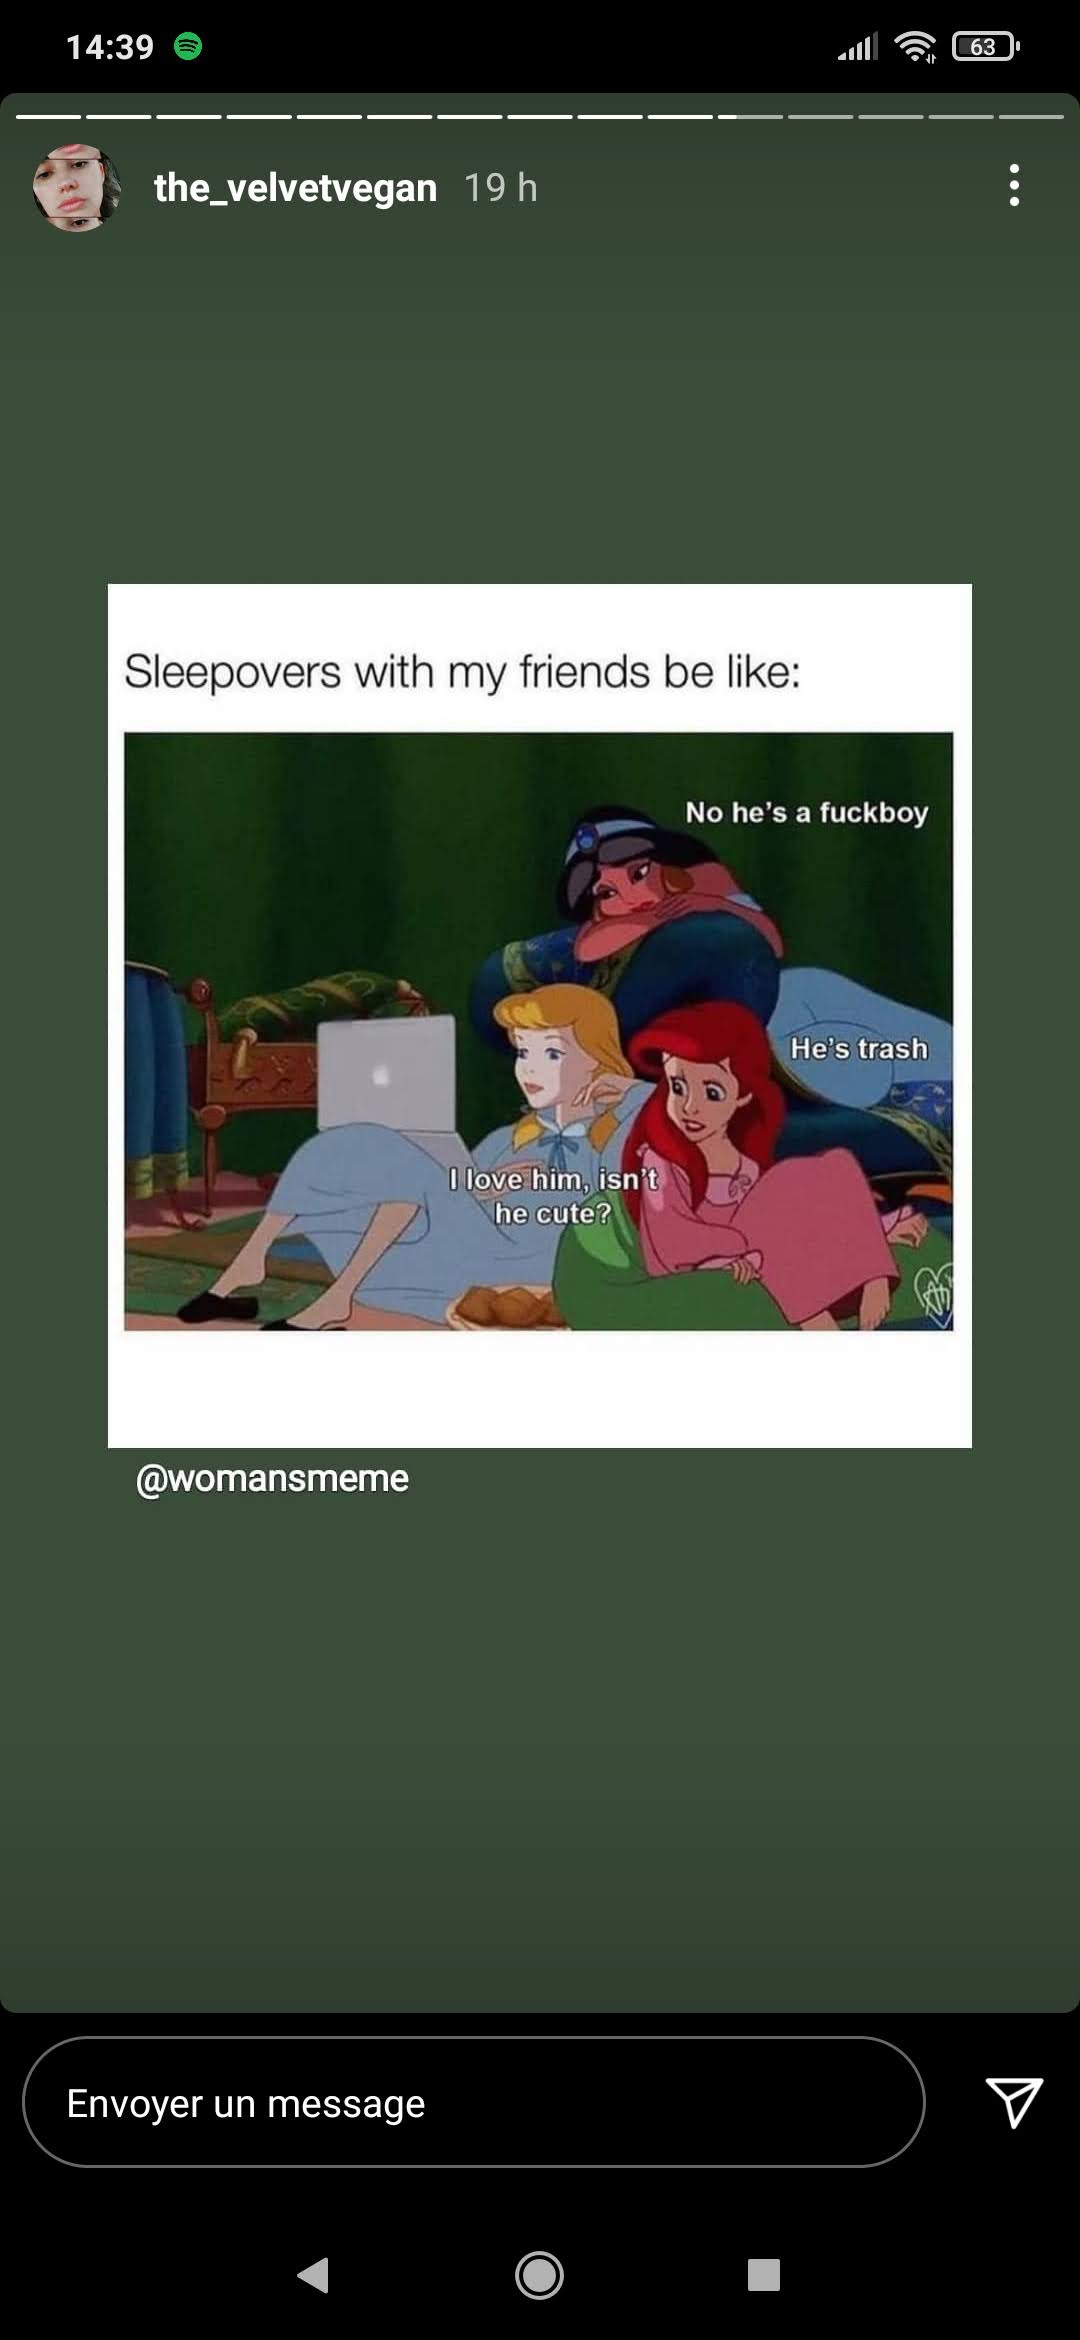 14:39
63
the_velvetvegan 19 h
Sleepovers with my friends be like:
No he's a fuckboy
He's trash
I love him, isn't
he cute?
@womansmeme
Envoyer un message